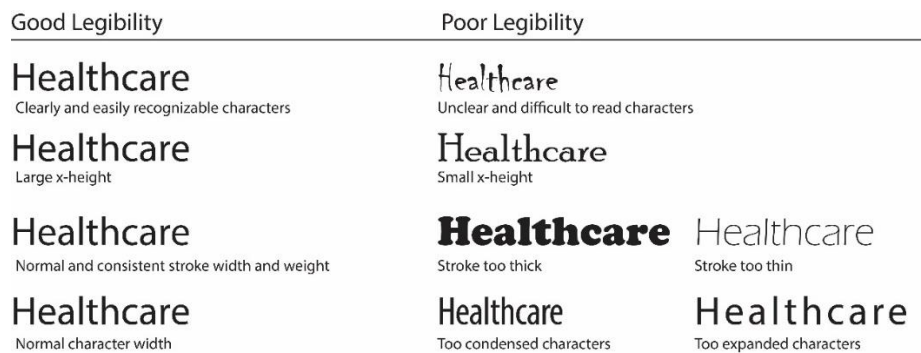 Good Legibility Poor Legibility
Healthcare Healthcare
Clearly and easily recognizable characters Unclear and difficult to read characters
Healthcare Healthcare
Large x-height Small x-height
Healthcare Healthcare Healthcare
Normal and consistent stroke width and weight Stroke too thick Stroke too thin
Healthcare Healthcare Healthcare
Normal character width Too condensed characters Too expanded characters